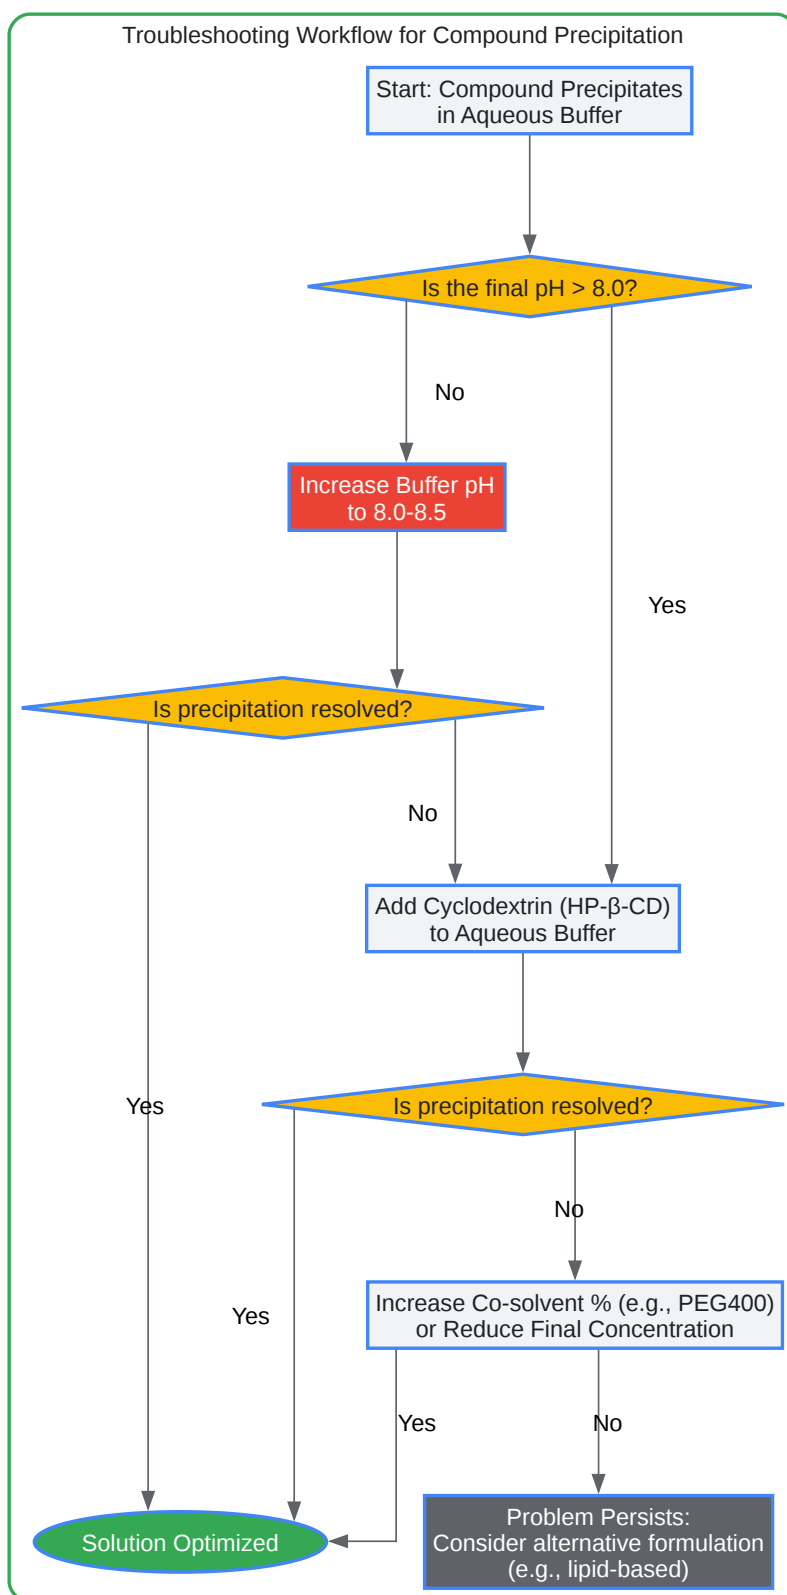 Troubleshooting Workflow for Compound Precipitation
Start: Compound Precipitates
in Aqueous Buffer
Is the final pH > 8.0?
No
Increase Buffer pH
to 8.0-8.5
Yes
Is precipitation resolved?
No
Add Cyclodextrin (HP-β-CD)
to Aqueous Buffer
Yes
Is precipitation resolved?
No
Increase Co-solvent % (e.g., PEG400)
or Reduce Final Concentration
Yes
Yes
No
Solution Optimized
Problem Persists:
Consider alternative formulation
(e.g., lipid-based)